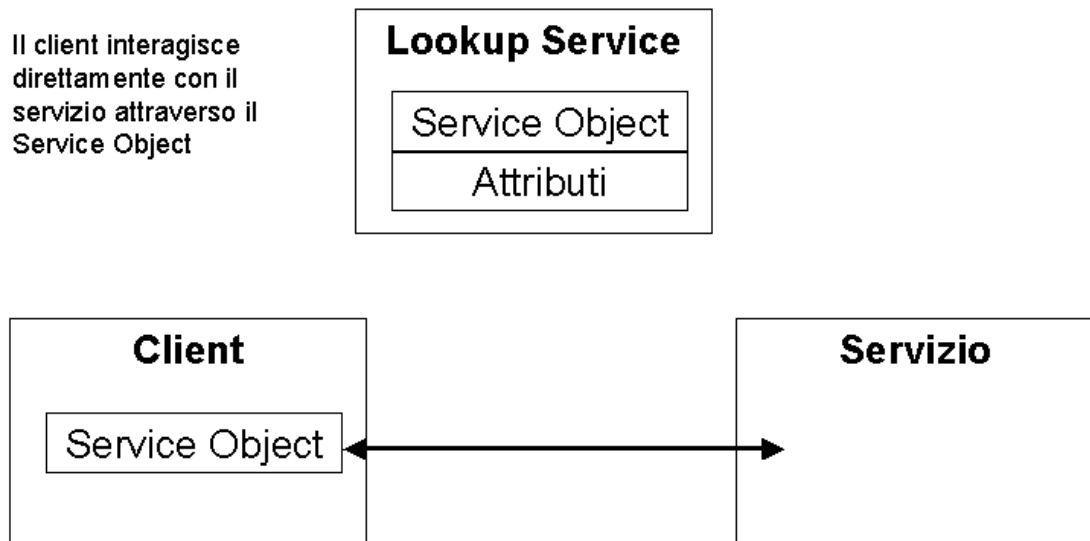 Il client interagisce
direttamente con il
servizio attraverso il
Service Object
Lookup Service
Service Object
Attributi
Client
Service Object
Servizio